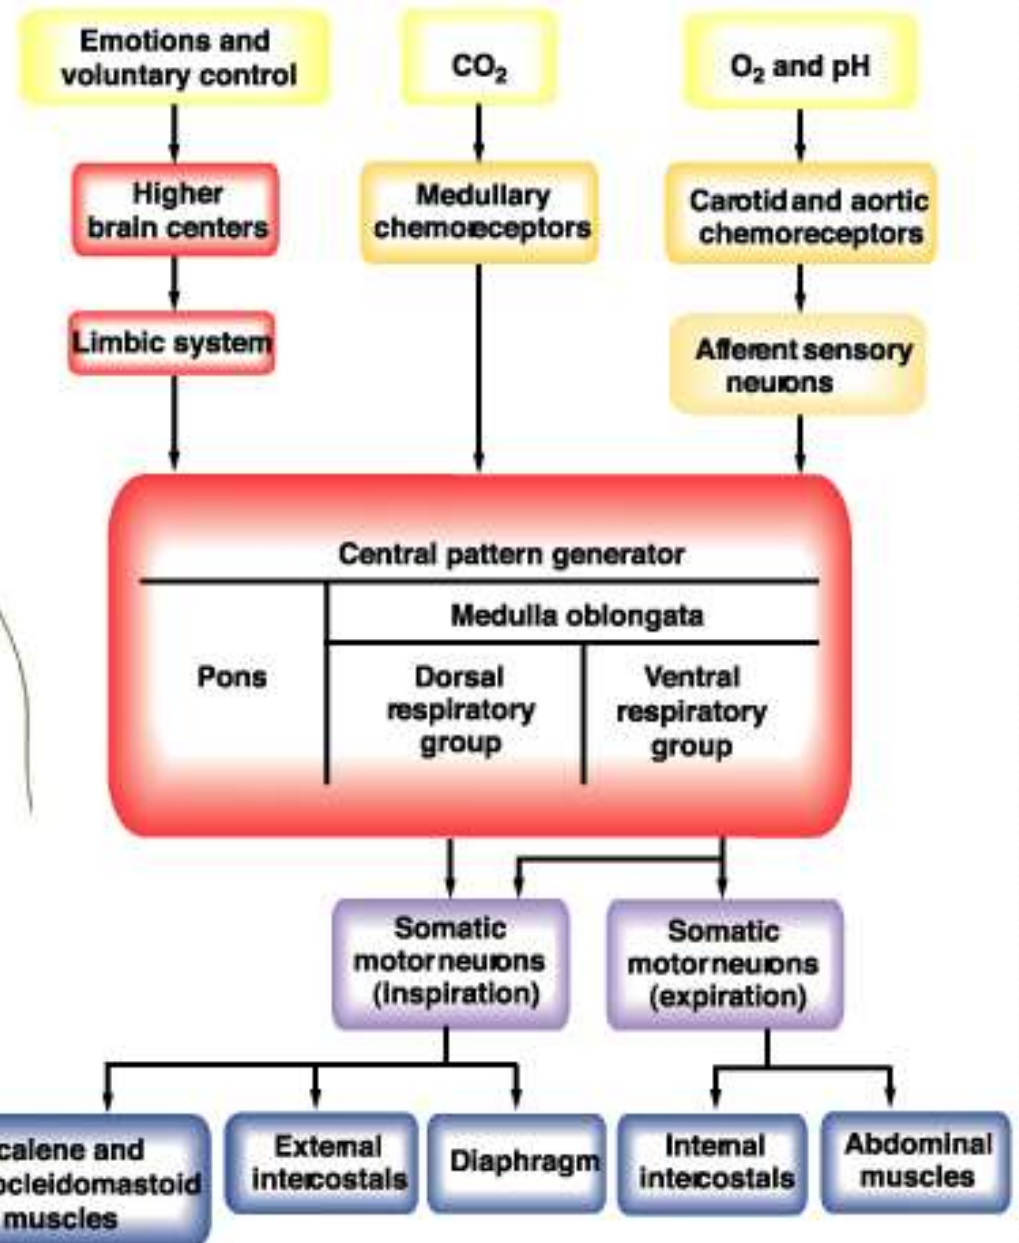 Emotions and
voluntary control
CO₂
O₂ and pH
Higher
brain centers
Medullary
chemoreceptors
Carotid and aortic
chemoreceptors
Limbic system
Afferent sensory
neurons
Central pattern generator
Medulla oblongata
Pons
Dorsal
respiratory
group
Ventral
respiratory
group
Somatic
motor neurons
(inspiration)
Somatic
motor neurons
(expiration)
calene and
ocleidomastoid
muscles
External
intercostals
Diaphragm
Internal
intercostals
Abdominal
muscles